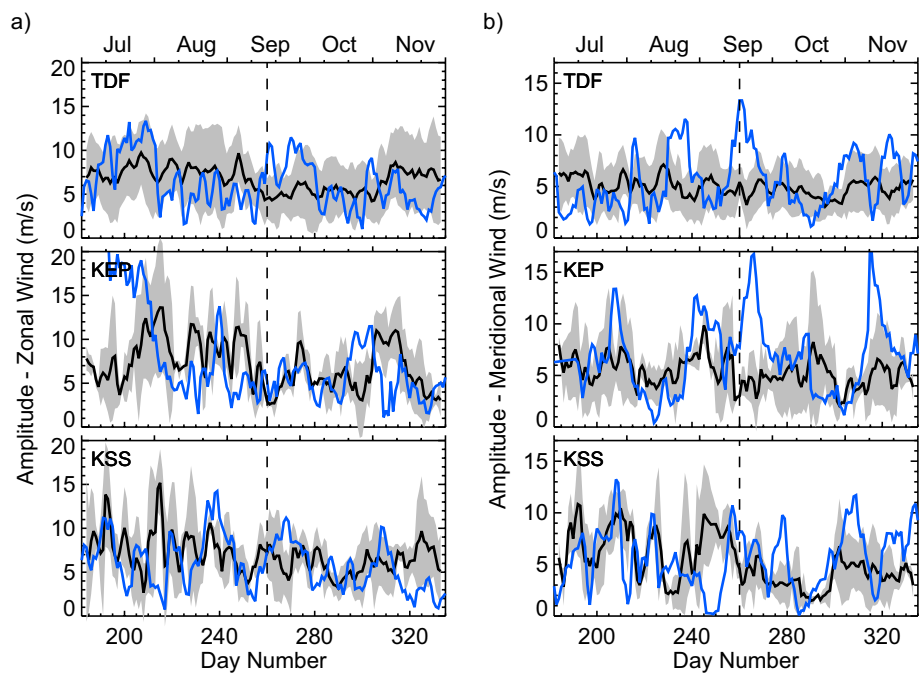 a)
Jul Aug Sep Oct Nov
TDF
20
15
10
5
0
KEP
20
15
10
5
0
KSS
20
15
10
5
0
200 240 280 320
Day Number
Amplitude - Zonal Wind (m/s)
b)
Jul Aug Sep Oct Nov
TDF
15
10
5
0
KEP
15
10
5
0
KSS
15
10
5
0
200 240 280 320
Day Number
Amplitude - Meridional Wind (m/s)